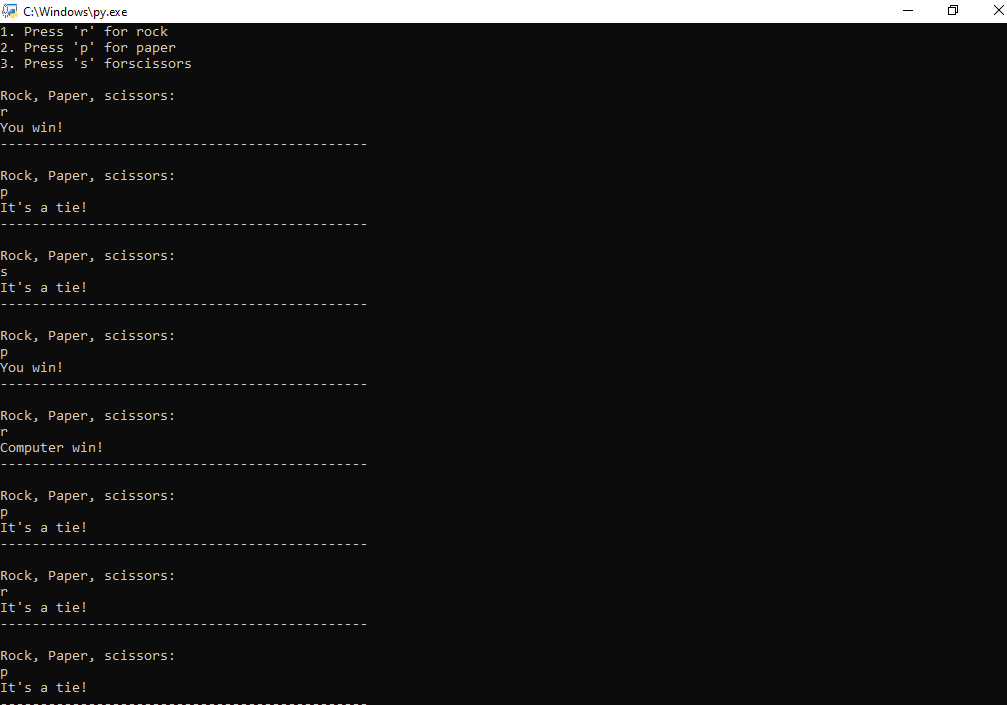 C:\Windows\py.exe
1. Press 'r' for rock
2. Press 'p' for paper
3. Press 's' forscissors
Rock, Paper, scissors:
r
You win!
----------------------------------------------
Rock, Paper, scissors:
p
It's a tie!
----------------------------------------------
Rock, Paper, scissors:
s
It's a tie!
----------------------------------------------
Rock, Paper, scissors:
p
You win!
----------------------------------------------
Rock, Paper, scissors:
r
Computer win!
----------------------------------------------
Rock, Paper, scissors:
p
It's a tie!
----------------------------------------------
Rock, Paper, scissors:
r
It's a tie!
----------------------------------------------
Rock, Paper, scissors:
p
It's a tie!
----------------------------------------------